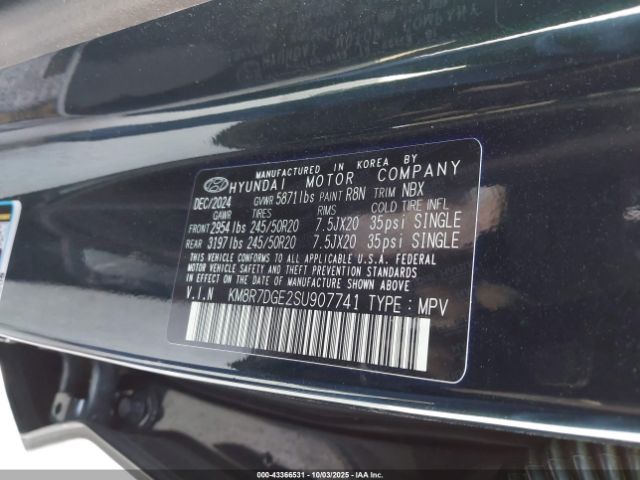 MANUFACTURED IN KOREA BY
HYUNDAI MOTOR COMPANY
DEC/2024 GVWR 5871lbs PAINT R8N TRIM NBX
GAWR TIRES RIMS COLD TIRE INFL
FRONT 2954lbs 245/50R20 7.5JX20 35psi SINGLE
REAR 3197lbs 245/50R20 7.5JX20 35psi SINGLE
THIS VEHICLE CONFORMS TO ALL APPLICABLE U.S.A. FEDERAL
MOTOR VEHICLE SAFETY, BUMPER, AND THEFT PREVENTION STANDARDS
IN EFFECT ON THE DATE OF MANUFACTURE SHOWN ABOVE.
V.I.N KM8R7DGE2SU907741 TYPE : MPV
000-43366531 - 10/03/2025 - IAA Inc.